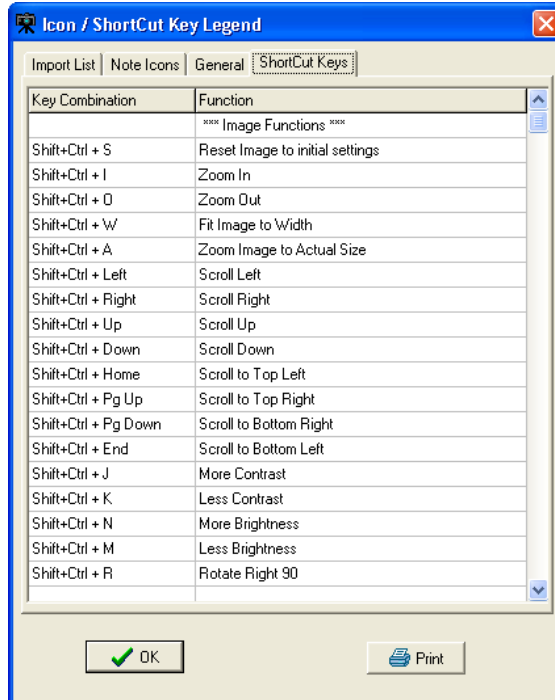 Icon / ShortCut Key Legend
Import List Note Icons General ShortCut Keys
Key Combination Function
*** Image Functions ***
Shift+Ctrl + S Reset Image to initial settings
Shift+Ctrl + I Zoom In
Shift+Ctrl + O Zoom Out
Shift+Ctrl + W Fit Image to Width
Shift+Ctrl + A Zoom Image to Actual Size
Shift+Ctrl + Left Scroll Left
Shift+Ctrl + Right Scroll Right
Shift+Ctrl + Up Scroll Up
Shift+Ctrl + Down Scroll Down
Shift+Ctrl + Home Scroll to Top Left
Shift+Ctrl + Pg Up Scroll to Top Right
Shift+Ctrl + Pg Down Scroll to Bottom Right
Shift+Ctrl + End Scroll to Bottom Left
Shift+Ctrl + J More Contrast
Shift+Ctrl + K Less Contrast
Shift+Ctrl + N More Brightness
Shift+Ctrl + M Less Brightness
Shift+Ctrl + R Rotate Right 90
OK Print